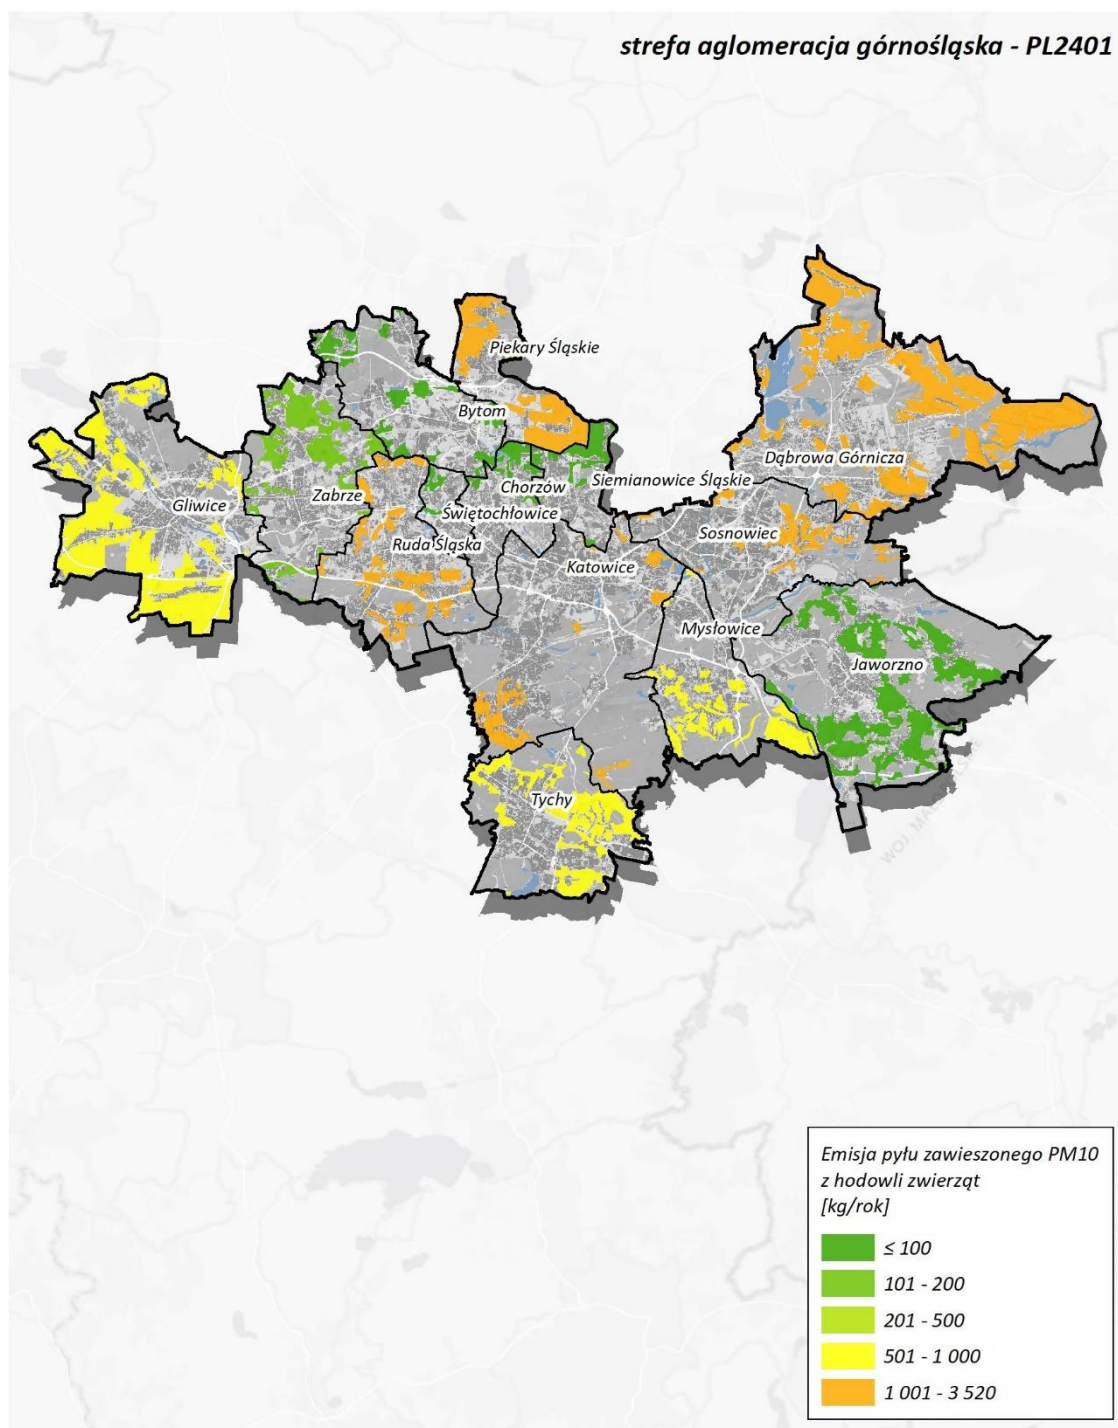 strefa aglomeracja górnośląska - PL2401
Piekary Śląskie
Bytom
Dąbrowa Górnicza
Siemianowice Śląskie
Chorzów
Zabrze
Gliwice
Świętochłowice
Sosnowiec
Ruda Śląska
Katowice
Mysłowice
Jaworzno
Tychy
Emisja pyłu zawieszonego PM10
z hodowli zwierząt
[kg/rok]
≤ 100
101 - 200
201 - 500
501 - 1 000
1 001 - 3 520